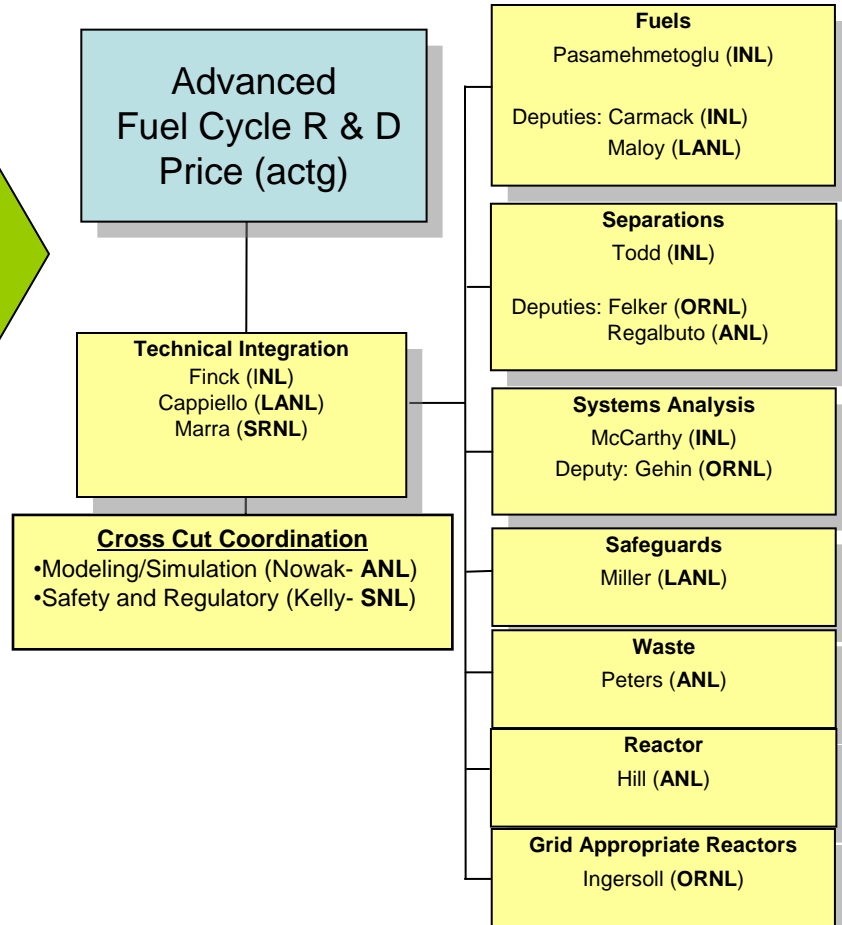 Advanced
Fuel Cycle R & D
Price (actg)
Technical Integration
Finck (INL)
Cappiello (LANL)
Marra (SRNL)
Cross Cut Coordination
•Modeling/Simulation (Nowak- ANL)
•Safety and Regulatory (Kelly- SNL)
Fuels
Pasamehmetoglu (INL)
Deputies: Carmack (INL)
Maloy (LANL)
Separations
Todd (INL)
Deputies: Felker (ORNL)
Regalbuto (ANL)
Systems Analysis
McCarthy (INL)
Deputy: Gehin (ORNL)
Safeguards
Miller (LANL)
Waste
Peters (ANL)
Reactor
Hill (ANL)
Grid Appropriate Reactors
Ingersoll (ORNL)